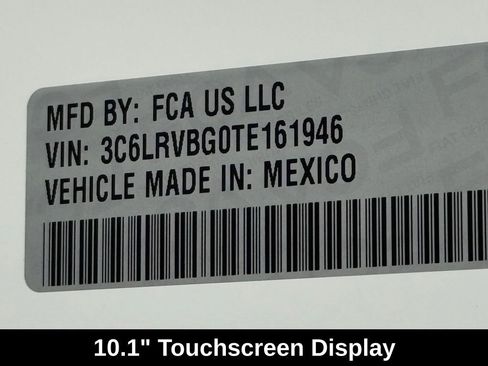 MFD BY: FCA US LLC
VIN: 3C6LRVBG0TE161946
VEHICLE MADE IN: MEXICO
10.1" Touchscreen Display